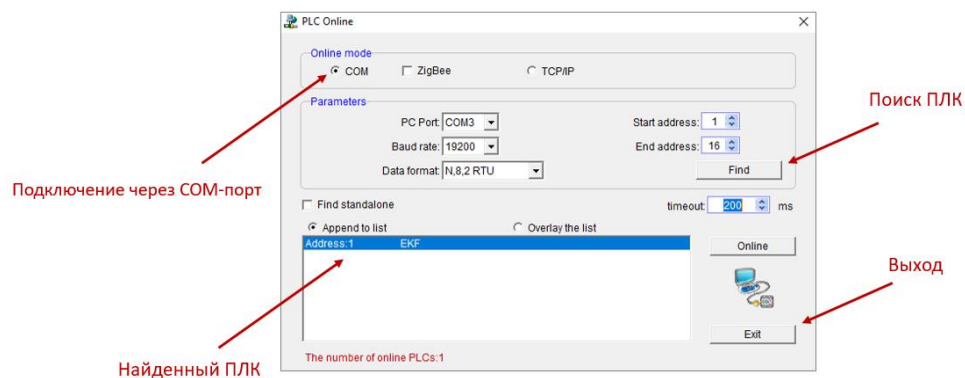 PLC Online
Online mode
COM ZigBee TCP/IP
Parameters
Поиск ПЛК
PC Port: COM3 Start address: 1
Baud rate: 19200 End address: 16
Data format: N,8,2 RTU Find
Подключение через COM-порт
Find standalone timeout: 200 ms
Append to list Overlay the list
Address:1 EKF Online
Выход
Exit
The number of online PLCs:1
Найденный ПЛК